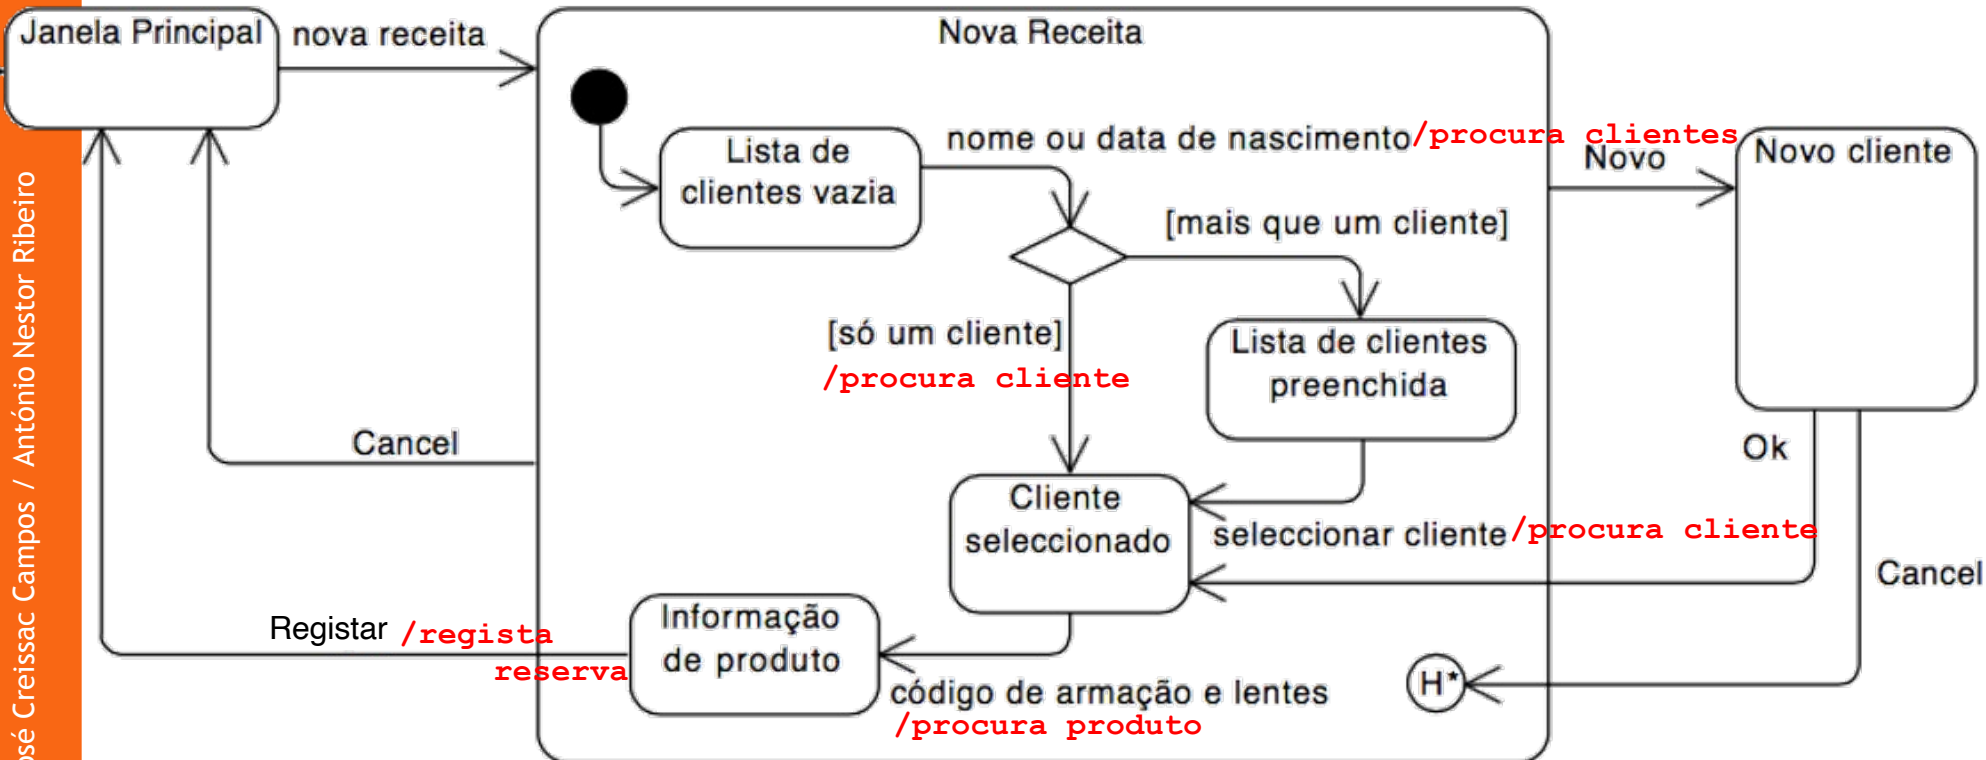 Janela Principal
nova receita
Nova Receita
Lista de
clientes vazia
nome ou data de nascimento/procura clientes
Novo
Novo cliente
[mais que um cliente]
[só um cliente]
/procura cliente
Lista de clientes
preenchida
Cancel
Ok
Cliente
seleccionado
seleccionar cliente/procura cliente
Cancel
Registar /regista
reserva
Informação
de produto
código de armação e lentes
/procura produto
H*
Creissac Campos / António Nestor Ribeiro